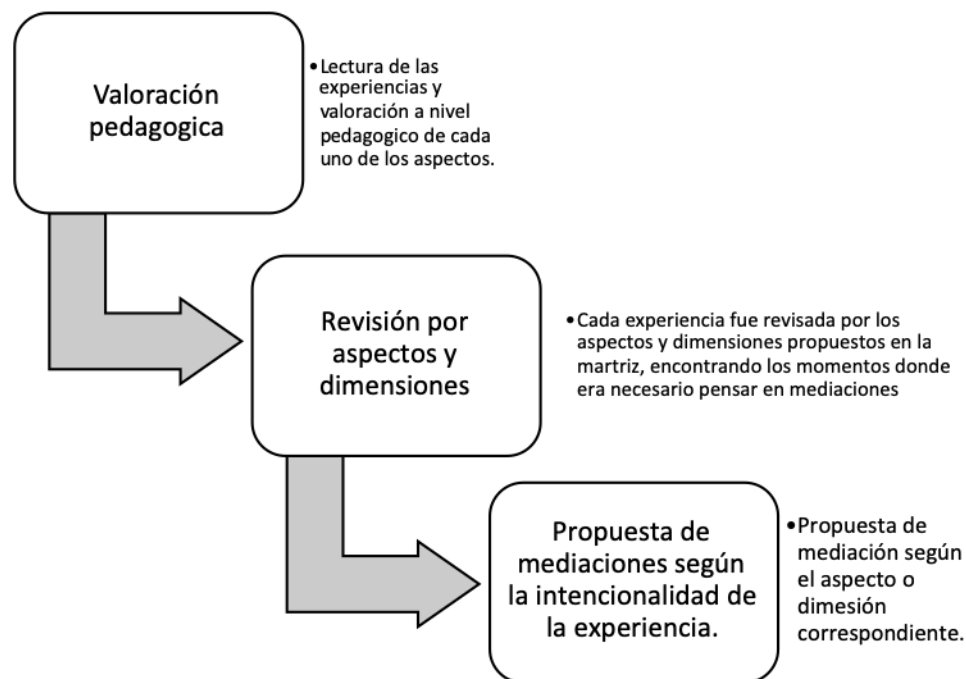 Valoración
pedagogica
•Lectura de las
experiencias y
valoración a nivel
pedagogico de cada
uno de los aspectos.
Revisión por
aspectos y
dimensiones
•Cada experiencia fue revisada por los
aspectos y dimensiones propuestos en la
martriz, encontrando los momentos donde
era necesario pensar en mediaciones
Propuesta de
mediaciones según
la intencionalidad de
la experiencia.
•Propuesta de
mediación según
el aspecto o
dimesión
correspondiente.